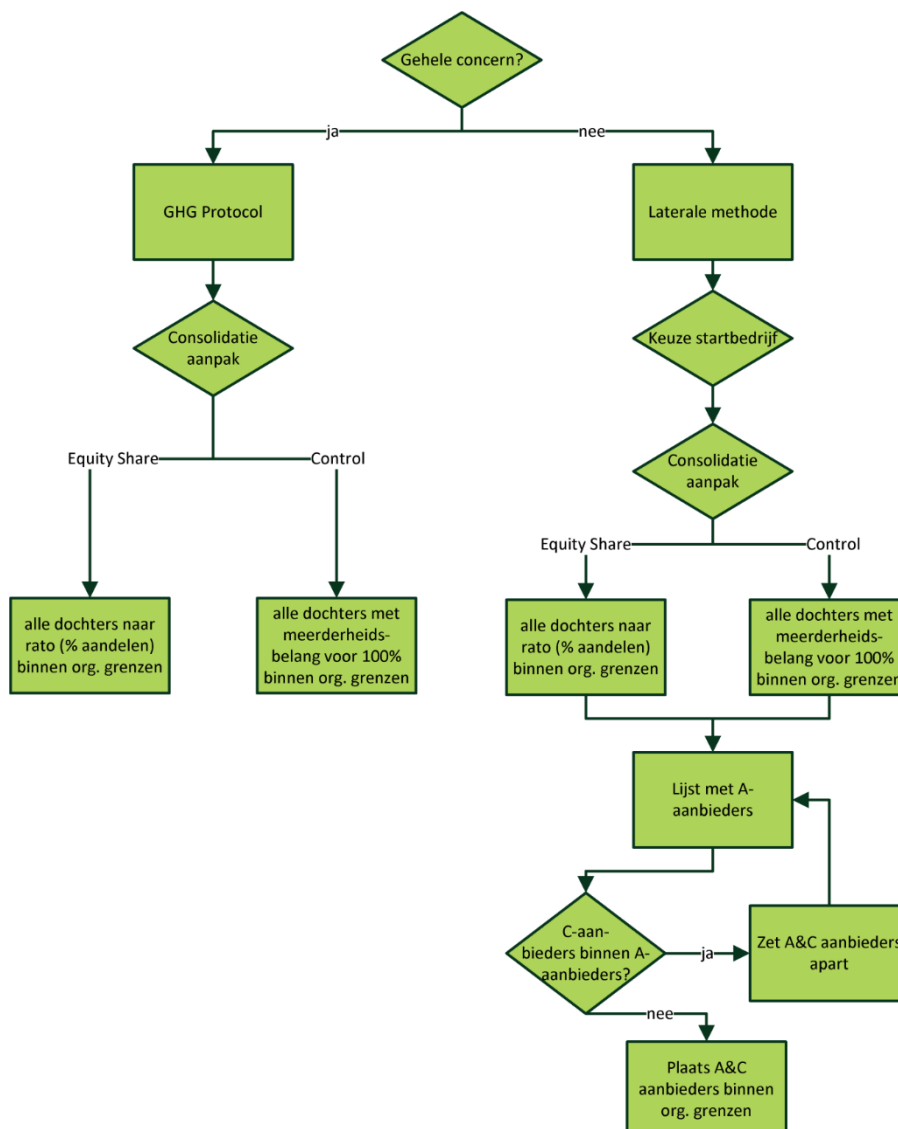 Gehele concern?
ja
nee
GHG Protocol
Laterale methode
Consolidatie
aanpak
Keuze startbedrijf
Equity Share
Control
Consolidatie
aanpak
Equity Share
Control
alle dochters naar
rato (% aandelen)
binnen org. grenzen
alle dochters met
meerderheids-
belang voor 100%
binnen org. grenzen
alle dochters naar
rato (% aandelen)
binnen org. grenzen
alle dochters met
meerderheids-
belang voor 100%
binnen org. grenzen
Lijst met A-
aanbieders
C-aan-
bieders binnen A-
aanbieders?
ja
Zet A&C aanbieders
apart
nee
Plaats A&C
aanbieders binnen
org. grenzen